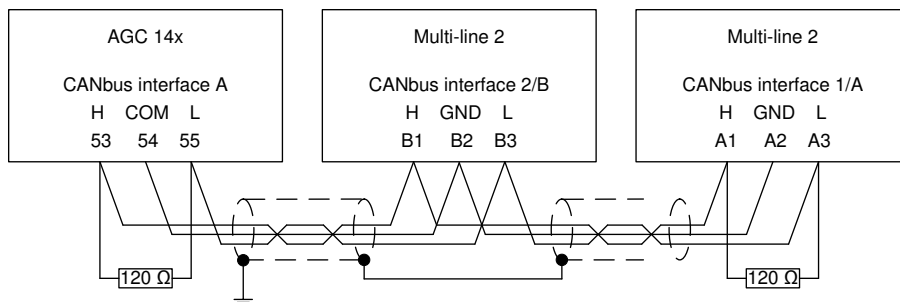 AGC 14x Multi-line 2 Multi-line 2
CANbus interface A CANbus interface 2/B CANbus interface 1/A
H COM L H GND L H GND L
53 54 55 B1 B2 B3 A1 A2 A3
120 Ω 120 Ω